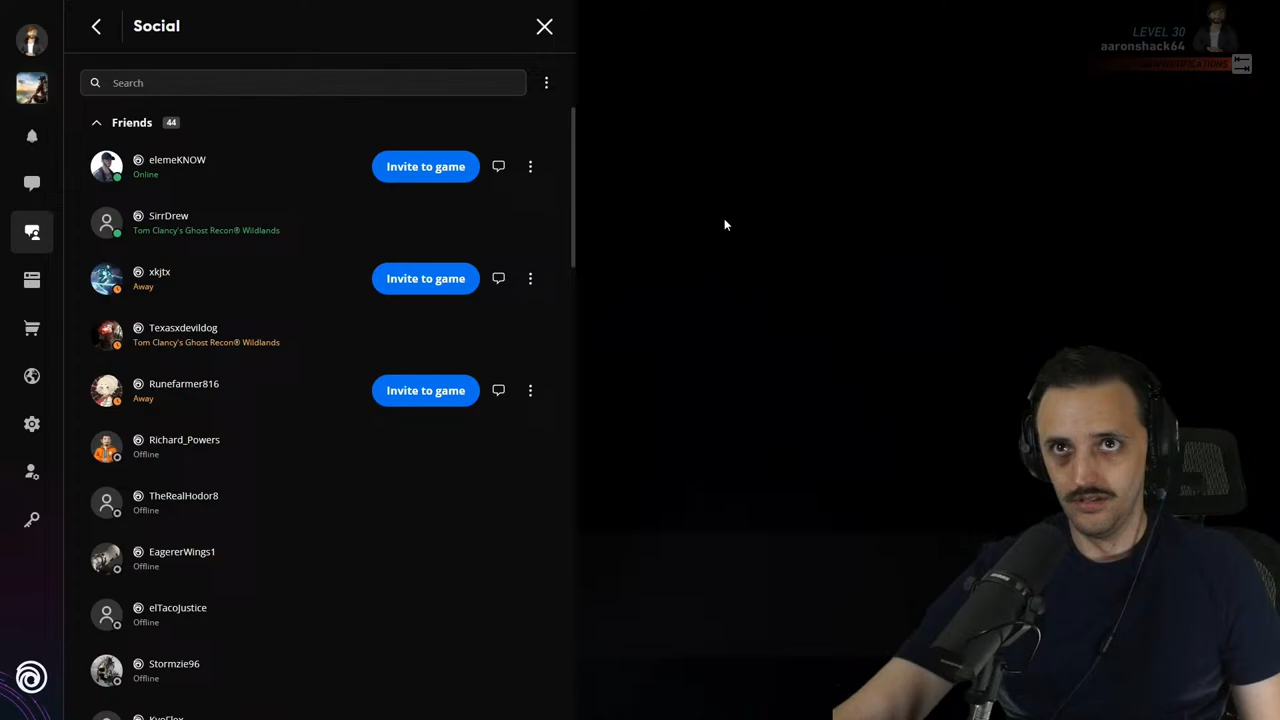 Social
LEVEL 30
aaronshack64
NOTIFICATIONS
Search
Friends 44
elemeKNOW
Online
Invite to game
SirrDrew
Tom Clancy's Ghost Recon® Wildlands
xkjtx
Away
Invite to game
Texasxdevildog
Tom Clancy's Ghost Recon® Wildlands
Runefarmer816
Away
Invite to game
Richard_Powers
Offline
TheRealHodor8
Offline
EagererWings1
Offline
elTacoJustice
Offline
Stormzie96
Offline